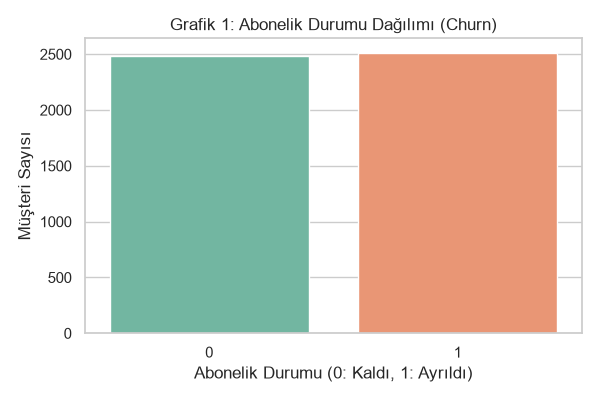 Grafik 1: Abonelik Durumu Dağılımı (Churn)
Müşteri Sayısı
2500
2000
1500
1000
500
0
0 1
Abonelik Durumu (0: Kaldı, 1: Ayrıldı)